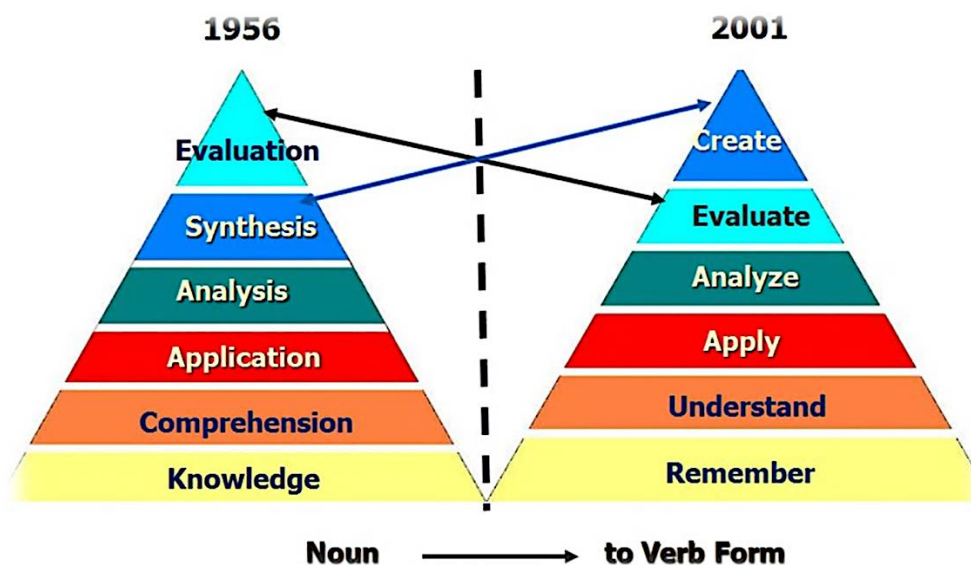 1956
2001
Evaluation
Synthesis
Analysis
Application
Comprehension
Knowledge
Create
Evaluate
Analyze
Apply
Understand
Remember
Noun to Verb Form